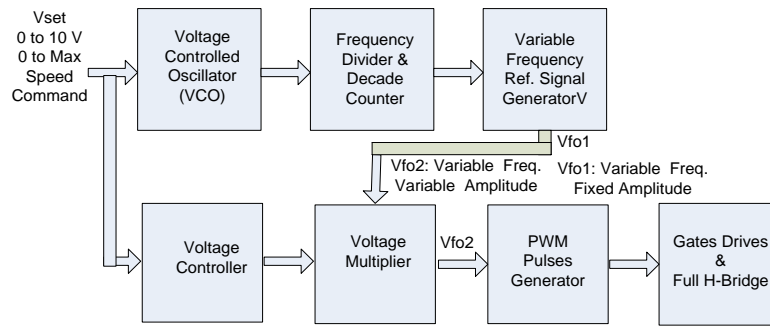 Vset
0 to 10 V
0 to Max
Speed
Command
Voltage
Controlled
Oscillator
(VCO)
Frequency
Divider &
Decade
Counter
Variable
Frequency
Ref. Signal
GeneratorV
Vfo1
Vfo2: Variable Freq.
Variable Amplitude
Vfo1: Variable Freq.
Fixed Amplitude
Voltage
Controller
Voltage
Multiplier
Vfo2
PWM
Pulses
Generator
Gates Drives
&
Full H-Bridge